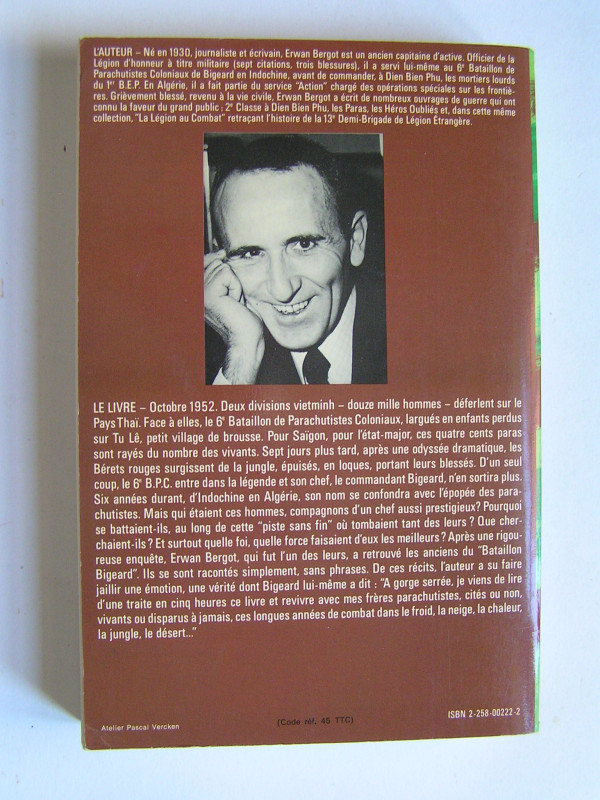 L'AUTEUR – Né en 1930, journaliste et écrivain, Erwan Bergot est un ancien capitaine d'active. Officier de la
Légion d'honneur à titre militaire (sept citations, trois blessures), il a servi lui-même au 6e Bataillon de
Parachutistes Coloniaux de Bigeard en Indochine, avant de commander, à Dien Bien Phu, les mortiers lourds
du 1er B.E.P. En Algérie, il a fait partie du service "Action" chargé des opérations spéciales sur les frontiè-
res. Grièvement blessé, revenu à la vie civile, Erwan Bergot a écrit de nombreux ouvrages de guerre qui ont
connu la faveur du grand public : 2e Classe à Dien Bien Phu, les Paras, les Héros Oubliés et, dans cette même
collection, "La Légion au Combat" retraçant l'histoire de la 13e Demi-Brigade de Légion Etrangère.
LE LIVRE – Octobre 1952. Deux divisions vietminh – douze mille hommes – déferlent sur le
Pays Thaï. Face à elles, le 6e Bataillon de Parachutistes Coloniaux, largués en enfants perdus
sur Tu Lê, petit village de brousse. Pour Saïgon, pour l'état-major, ces quatre cents paras
sont rayés du nombre des vivants. Sept jours plus tard, après une odyssée dramatique, les
Bérets rouges surgissent de la jungle, épuisés, en loques, portant leurs blessés. D'un seul
coup, le 6e B.P.C. entre dans la légende et son chef, le commandant Bigeard, n'en sortira plus.
Six années durant, d'Indochine en Algérie, son nom se confondra avec l'épopée des para-
chutistes. Mais qui étaient ces hommes, compagnons d'un chef aussi prestigieux? Pourquoi
se battaient-ils, au long de cette "piste sans fin" où tombaient tant des leurs? Que cher-
chaient-ils? Et surtout quelle foi, quelle force faisaient d'eux les meilleurs? Après une rigou-
reuse enquête, Erwan Bergot, qui fut l'un des leurs, a retrouvé les anciens du "Bataillon
Bigeard". Ils se sont racontés simplement, sans phrases. De ces récits, l'auteur a su faire
jaillir une émotion, une vérité dont Bigeard lui-même a dit : "A gorge serrée, je viens de lire
d'une traite en cinq heures ce livre et revivre avec mes frères parachutistes, cités ou non,
vivants ou disparus à jamais, ces longues années de combat dans le froid, la neige, la chaleur,
la jungle, le désert..."
Atelier Pascal Vercken
(Code réf. 45 TTC)
ISBN 2-258-00222-2